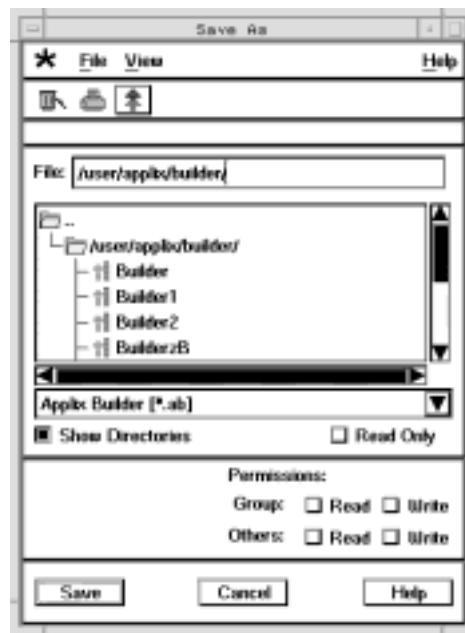 Save As
File View Help
File: /user/applix/builder/
..
/user/applix/builder/
Builder
Builder1
Builder2
BuilderzB
Applix Builder [*.ab]
Show Directories Read Only
Permissions:
Group: Read Write
Others: Read Write
Save Cancel Help